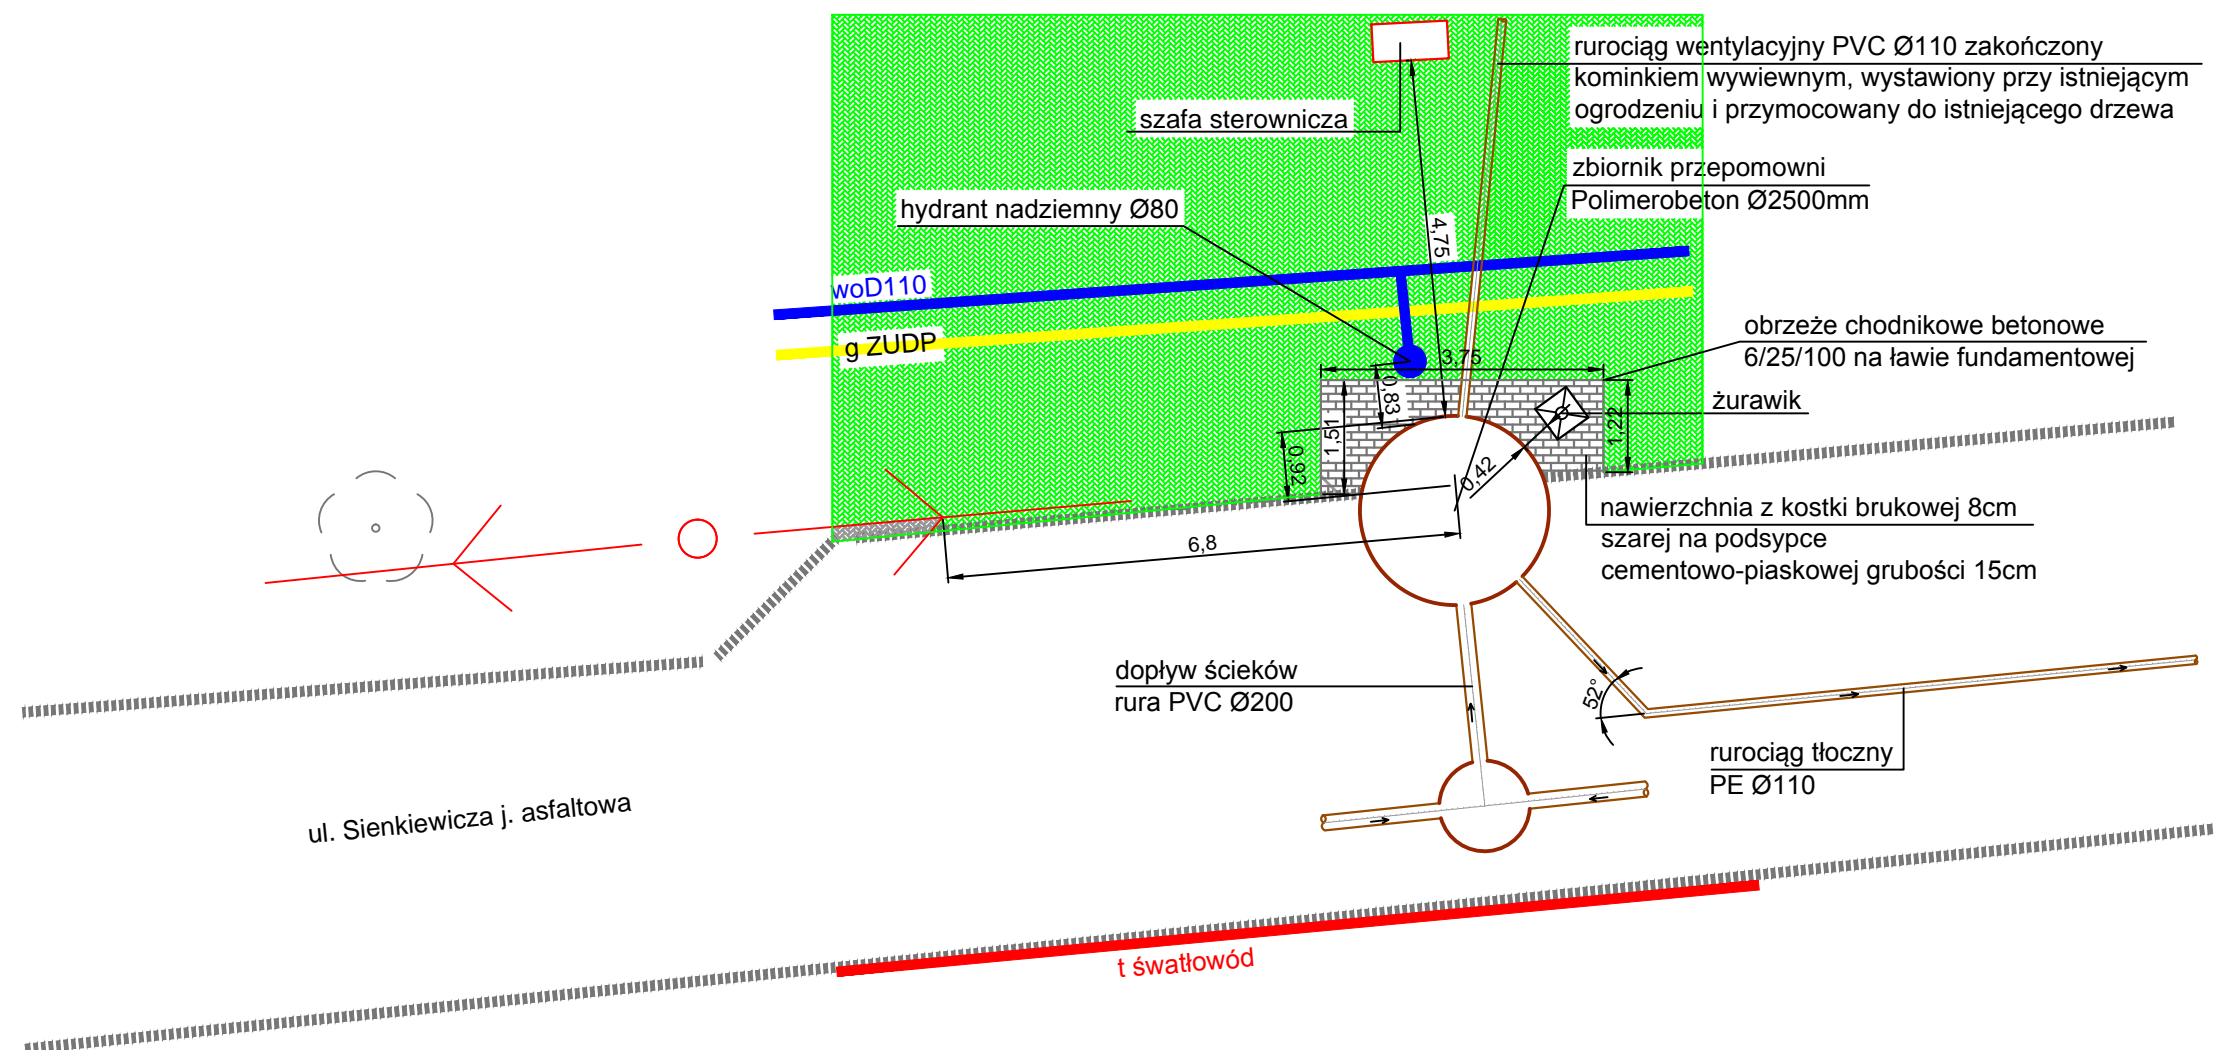 rurociąg wentylacyjny PVC Ø110 zakończony
kominkiem wywiewnym, wystawiony przy istniejącym
ogrodzeniu i przymocowany do istniejącego drzewa
szafa sterownicza
zbiornik przepomowni
Polimerobeton Ø2500mm
hydrant nadziemny Ø80
4,75
woD110
g ZUDP
obrzeże chodnikowe betonowe
6/25/100 na ławie fundamentowej
3,75
0,83
żurawik
1,51
1,22
0,92
0,42
nawierzchnia z kostki brukowej 8cm
szarej na podsypce
cementowo-piaskowej grubości 15cm
6,8
dopływ ścieków
rura PVC Ø200
52°
rurociąg tłoczny
PE Ø110
ul. Sienkiewicza j. asfaltowa
t śwatłowód